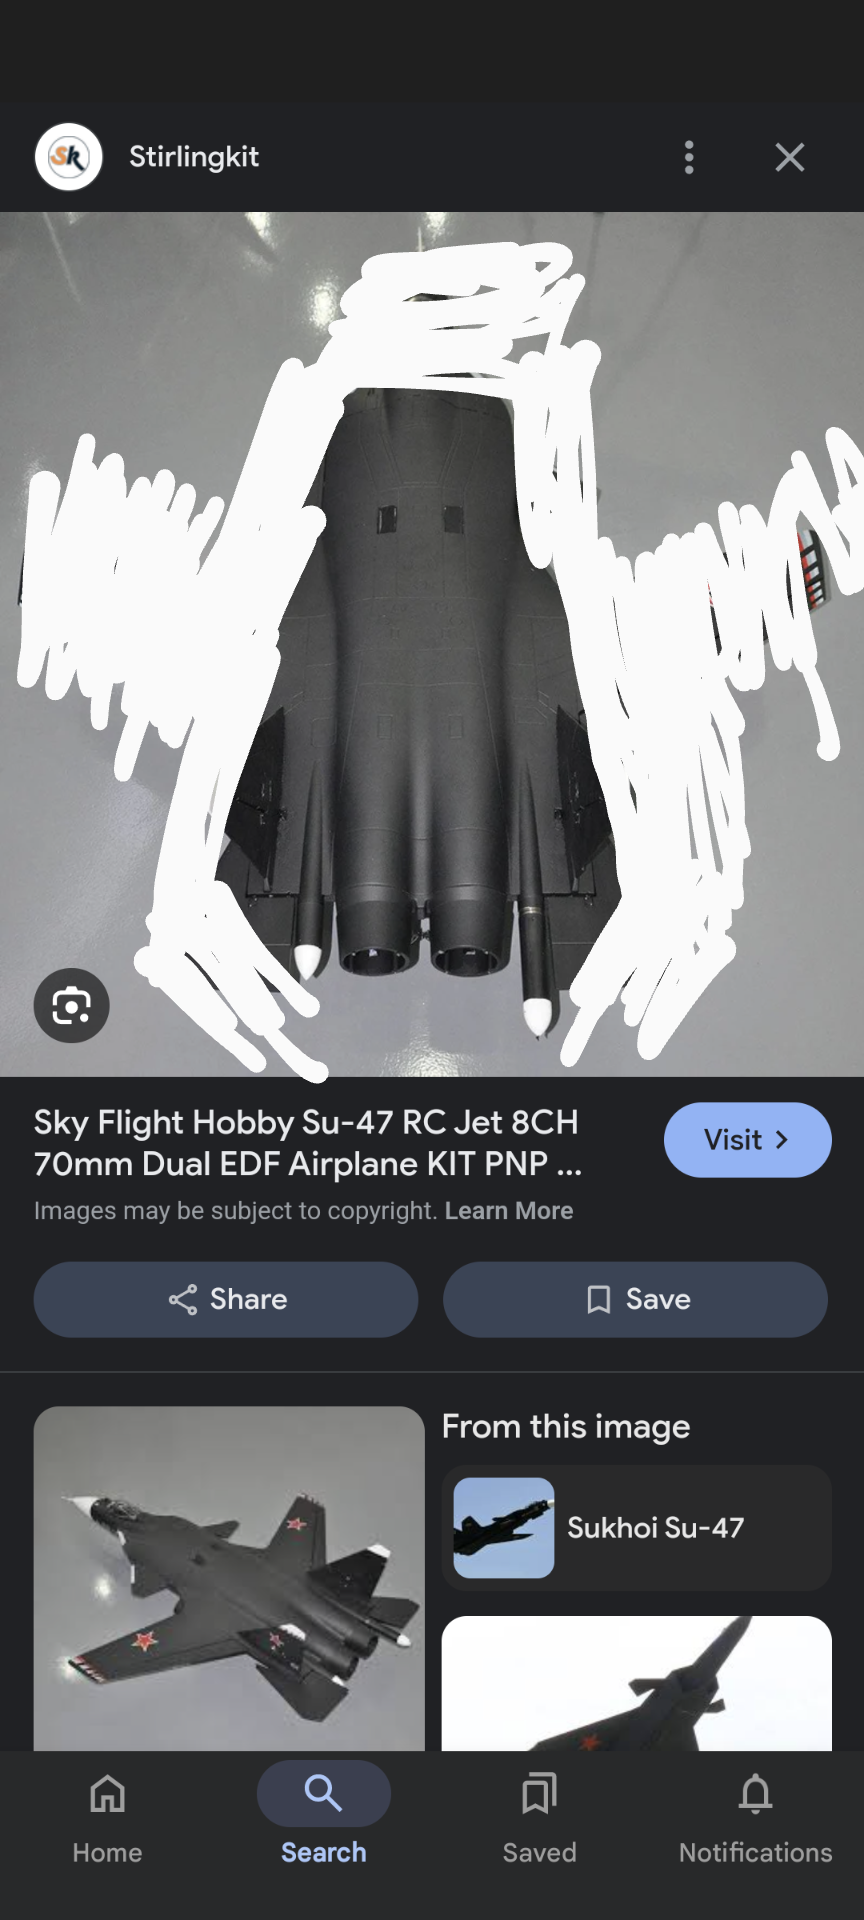 Sk
Stirlingkit
Sky Flight Hobby Su-47 RC Jet 8CH
70mm Dual EDF Airplane KIT PNP ...
Visit
Images may be subject to copyright. Learn More
Share
Save
From this image
Sukhoi Su-47
Home
Search
Saved
Notifications